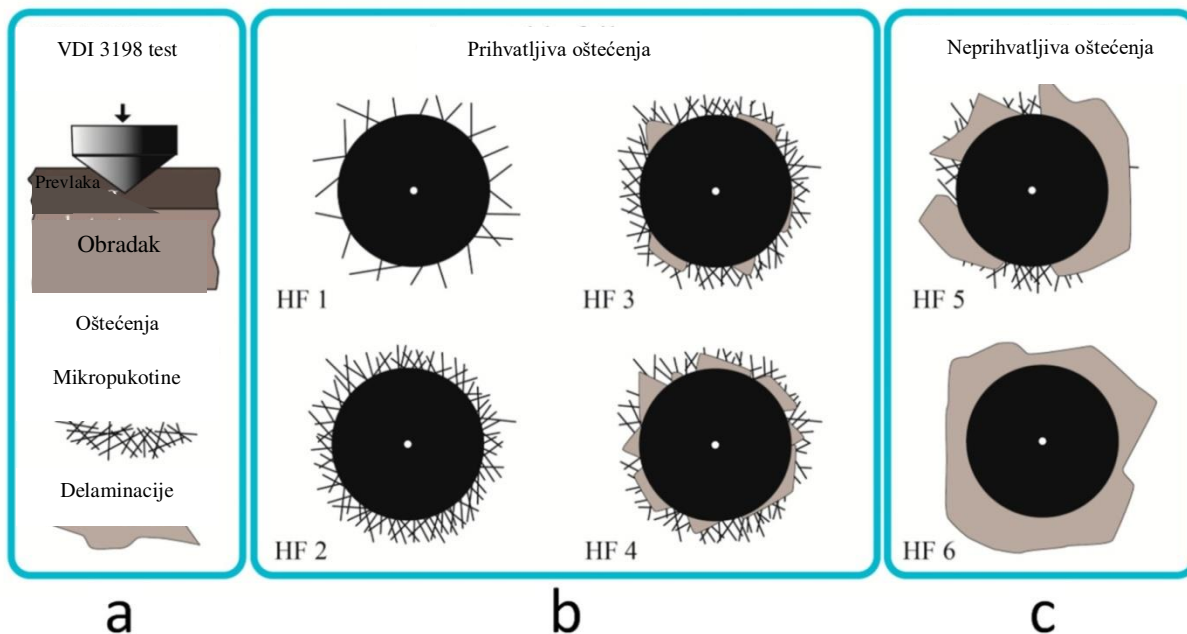 VDI 3198 test
Prevlaka
Obradak
Oštećenja
Mikropukotine
Delaminacije
a
Prihvatljiva oštećenja
HF 1
HF 3
HF 2
HF 4
b
Neprihvatljiva oštećenja
HF 5
HF 6
c